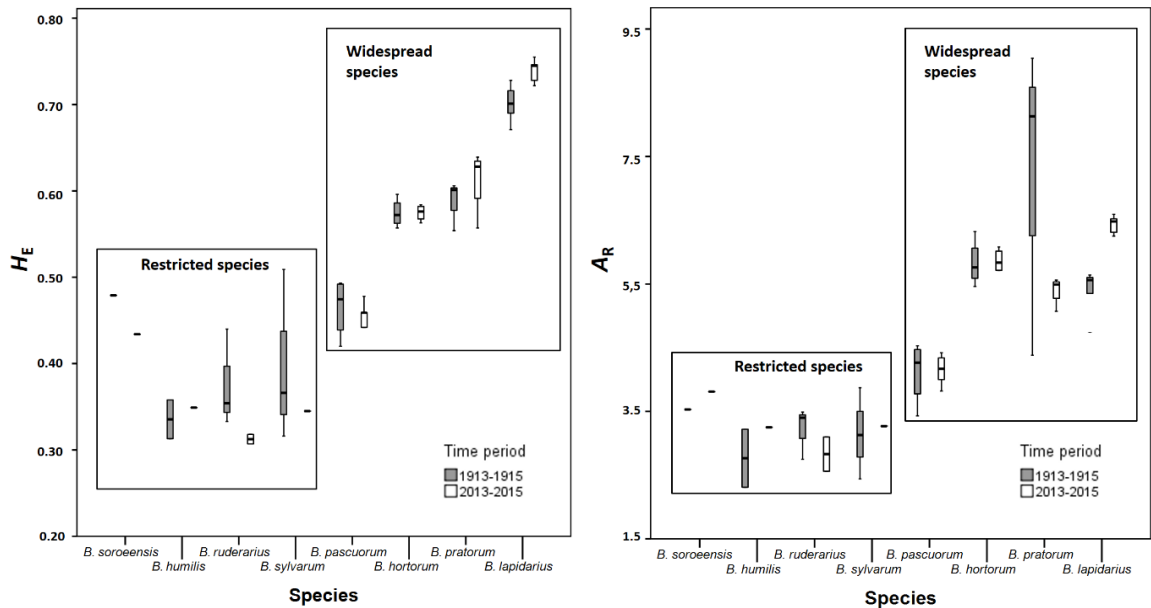 0.80
0.70
0.60
0.50
0.40
0.30
0.20
HE
Widespread
species
Restricted species
Time period
1913-1915
2013-2015
B. soroeensis
B. ruderarius
B. pascuorum
B. pratorum
B. humilis
B. sylvarum
B. hortorum
B. lapidarius
Species
9.5
7.5
5,5
3.5
1.5
AR
Widespread
species
Restricted species
Time period
1913-1915
2013-2015
B. soroeensis
B. ruderarius
B. pascuorum
B. pratorum
B. humilis
B. sylvarum
B. hortorum
B. lapidarius
Species